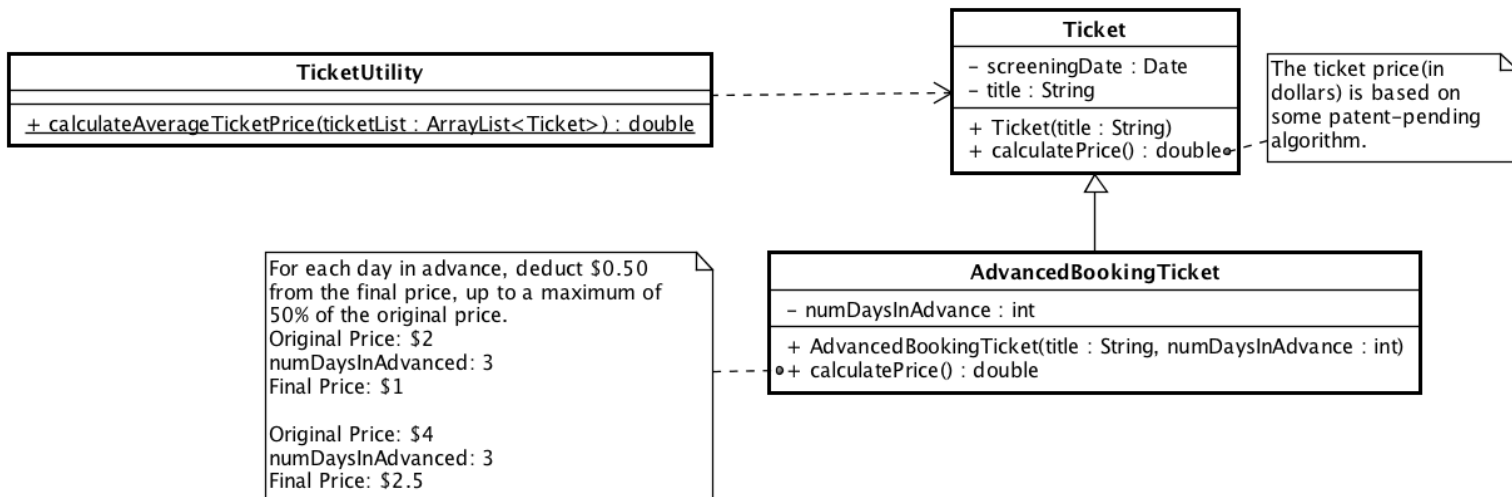 TicketUtility
+ calculateAverageTicketPrice(ticketList : ArrayList<Ticket>) : double
Ticket
– screeningDate : Date
– title : String
+ Ticket(title : String)
+ calculatePrice() : double
The ticket price(in
dollars) is based on
some patent-pending
algorithm.
For each day in advance, deduct $0.50
from the final price, up to a maximum of
50% of the original price.
Original Price: $2
numDaysInAdvanced: 3
Final Price: $1
Original Price: $4
numDaysInAdvanced: 3
Final Price: $2.5
AdvancedBookingTicket
– numDaysInAdvance : int
+ AdvancedBookingTicket(title : String, numDaysInAdvance : int)
+ calculatePrice() : double